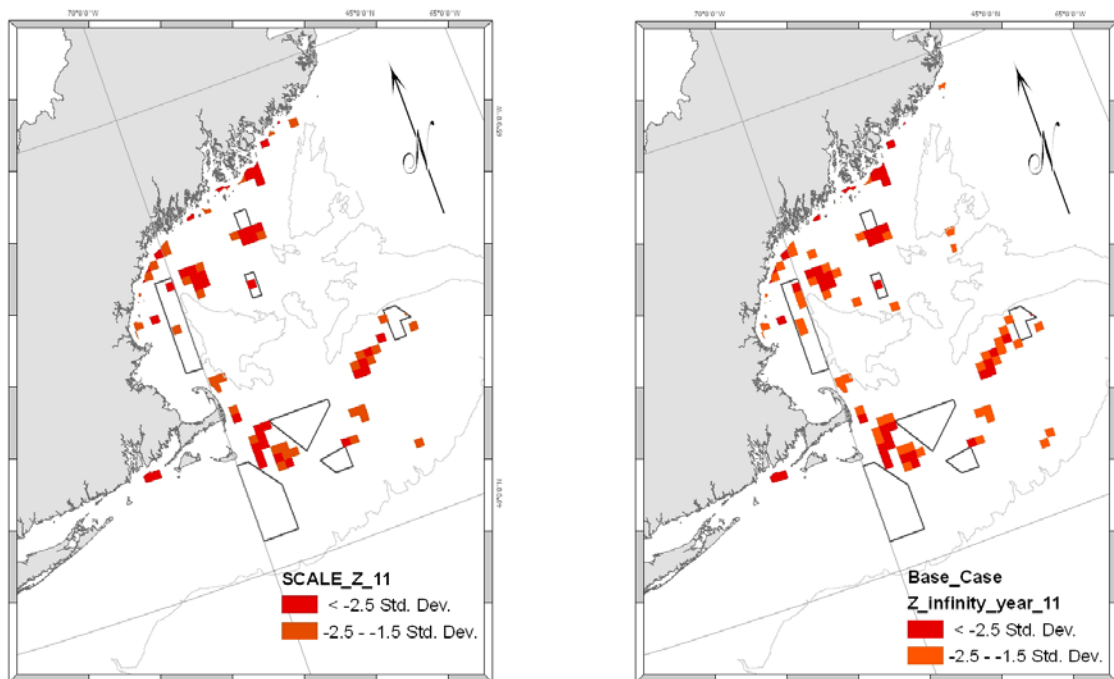 70°0'0"W 45°0'0"N 65°0'0"W
N
SCALE_Z_11
< -2.5 Std. Dev.
-2.5 - -1.5 Std. Dev.
70°0'0"W 45°0'0"N 65°0'0"W
N
Base_Case
Z_infinity_year_11
< -2.5 Std. Dev.
-2.5 - -1.5 Std. Dev.